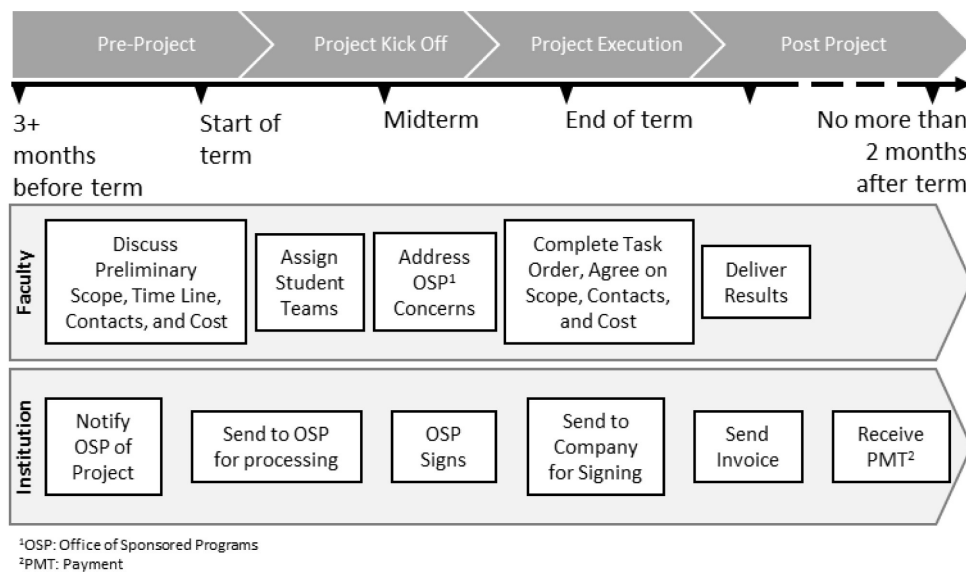 Pre-Project
Project Kick Off
Project Execution
Post Project
3+
months
before term
Start of
term
Midterm
End of term
No more than
2 months
after term
Faculty
Discuss
Preliminary
Scope, Time Line,
Contacts, and Cost
Assign
Student
Teams
Address
OSP¹
Concerns
Complete Task
Order, Agree on
Scope, Contacts,
and Cost
Deliver
Results
Institution
Notify
OSP of
Project
Send to OSP
for processing
OSP
Signs
Send to
Company
for Signing
Send
Invoice
Receive
PMT²
¹OSP: Office of Sponsored Programs
²PMT: Payment